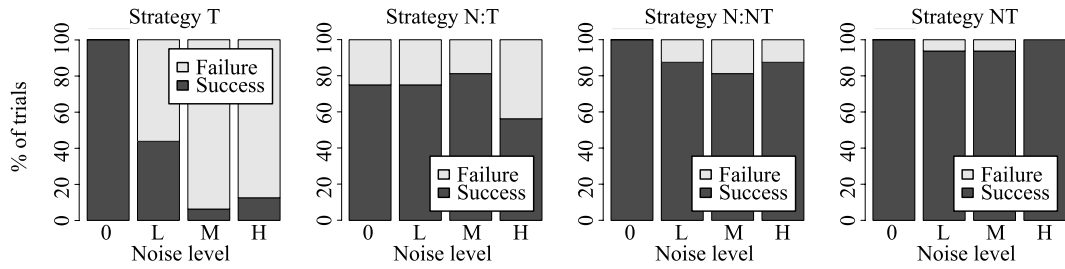 Strategy T
Strategy N:T
Strategy N:NT
Strategy NT
% of trials
100
80
60
40
20
0
Failure
Success
0 L M H
Noise level
100
80
60
40
20
0
Failure
Success
0 L M H
Noise level
100
80
60
40
20
0
Failure
Success
0 L M H
Noise level
100
80
60
40
20
0
Failure
Success
0 L M H
Noise level